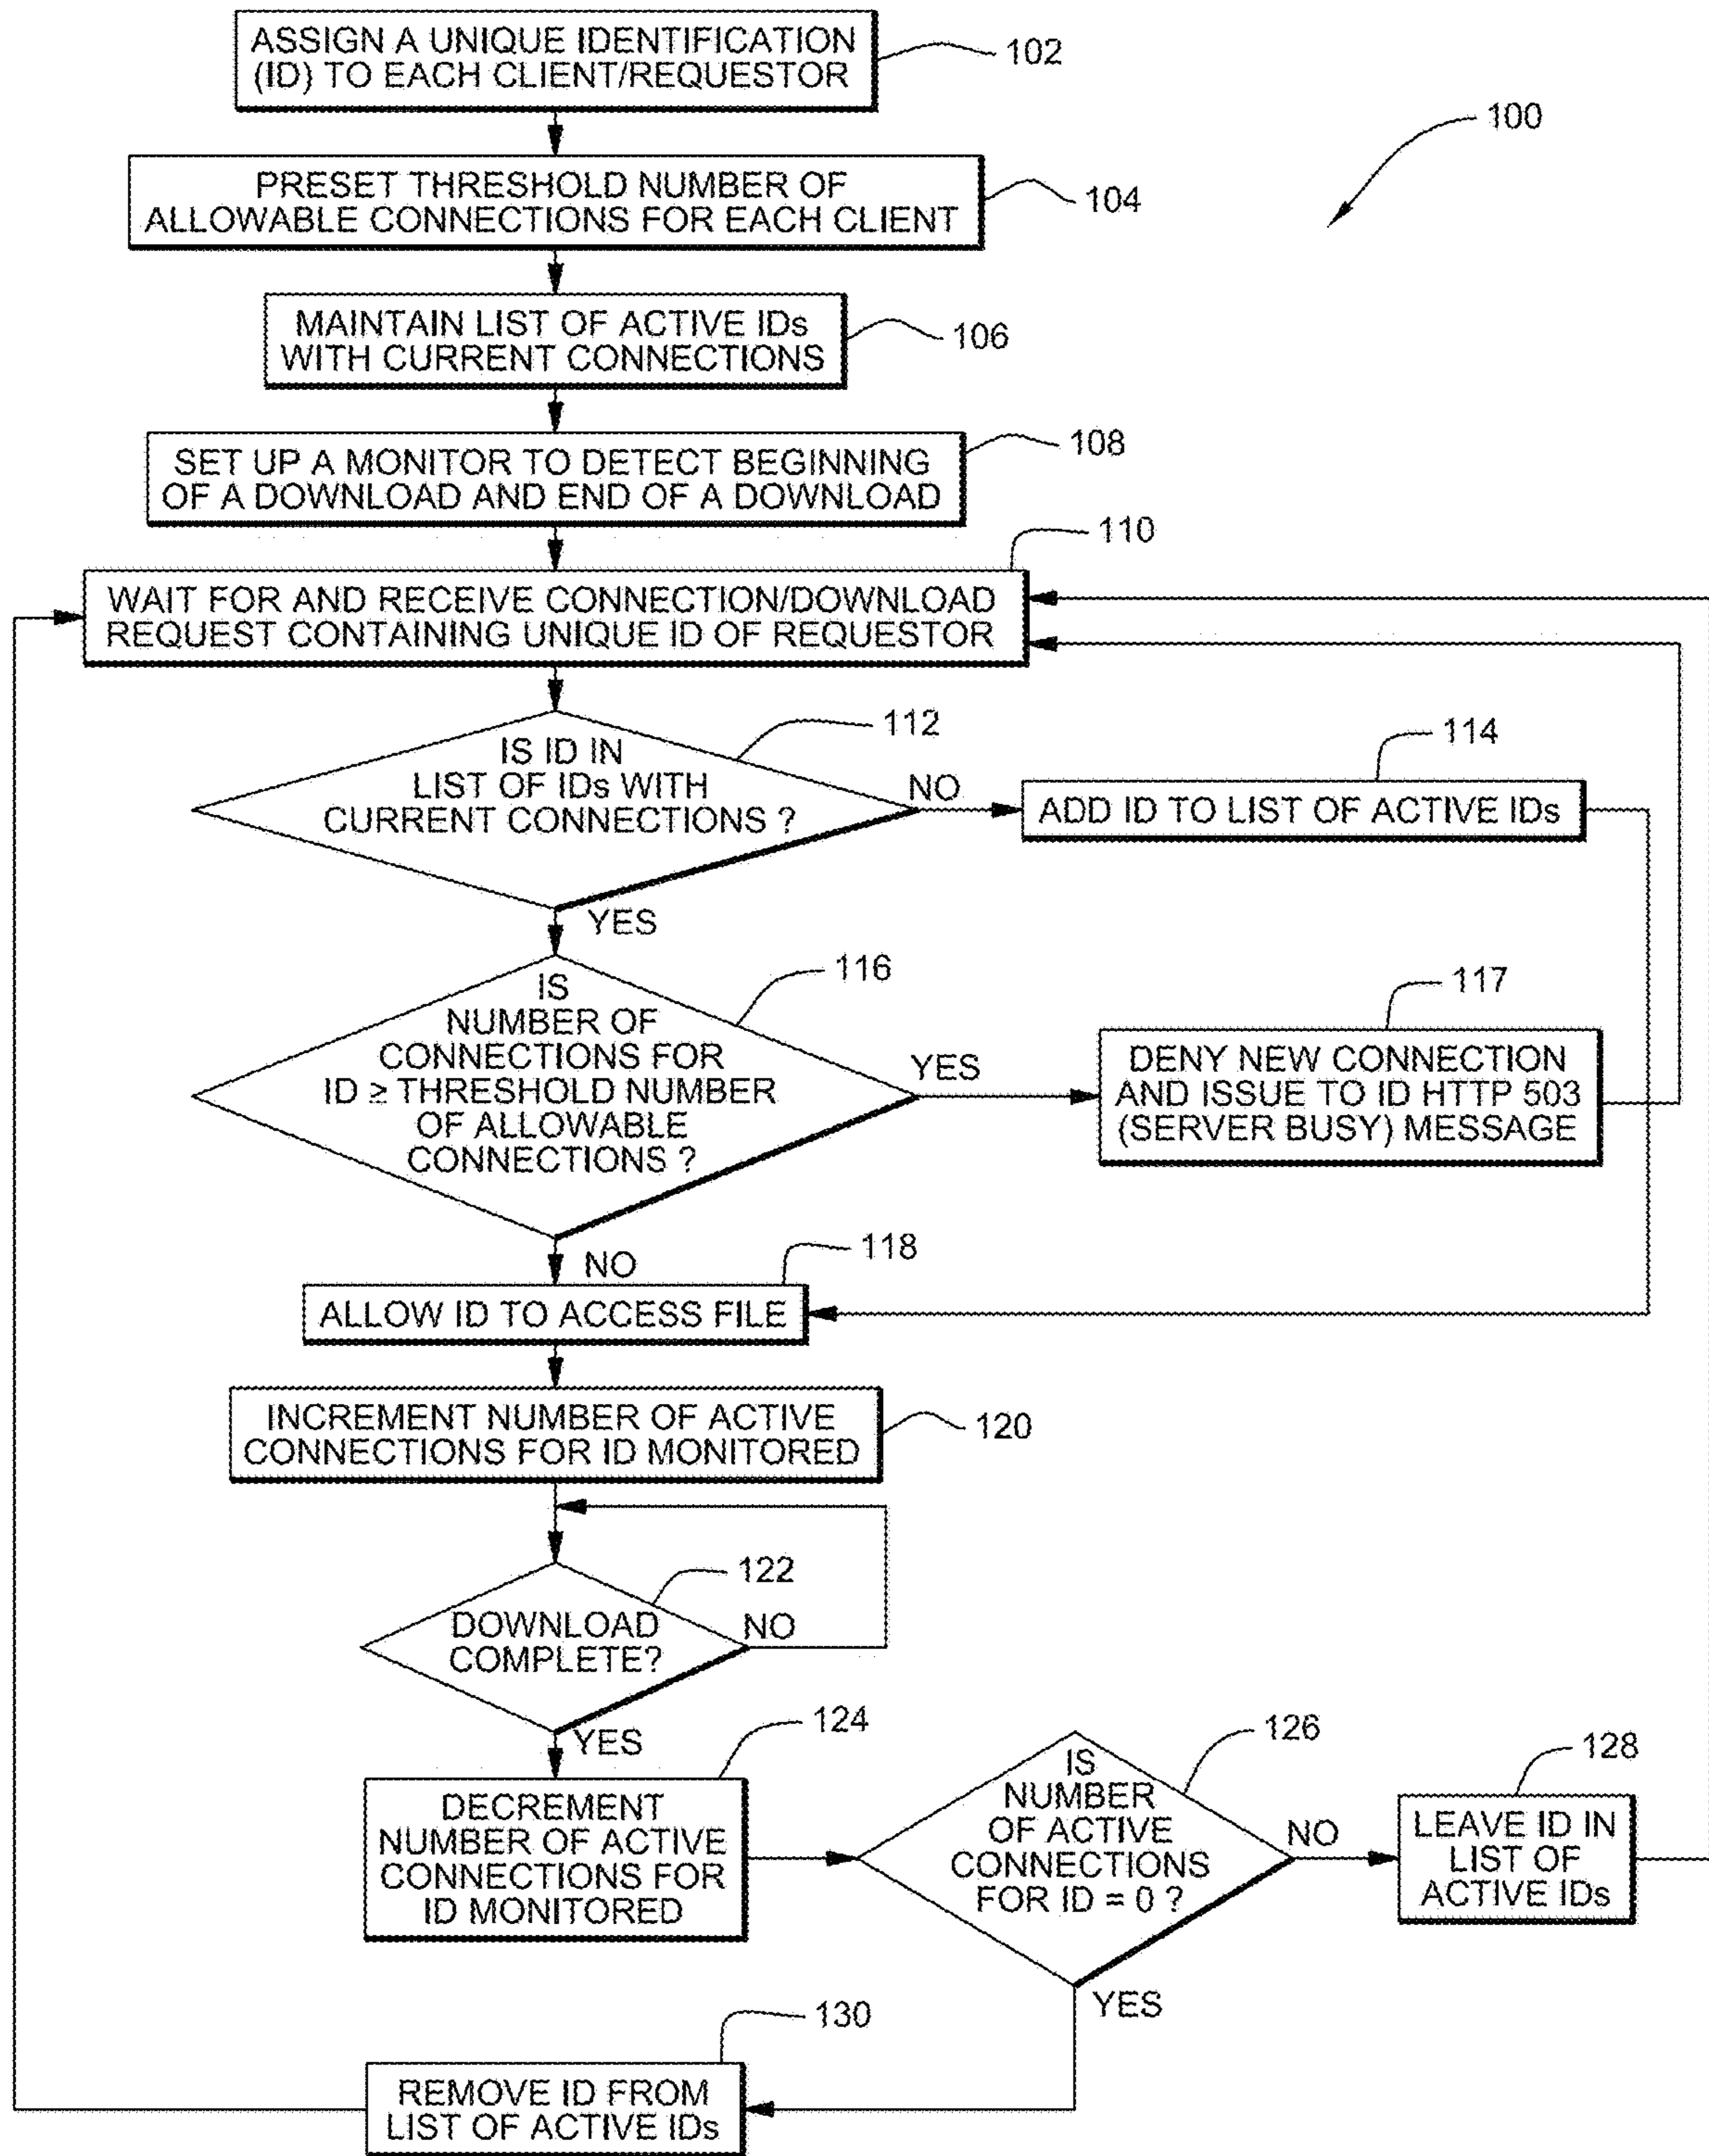 ASSIGN A UNIQUE IDENTIFICATION
(ID) TO EACH CLIENT/REQUESTOR
102
100
PRESET THRESHOLD NUMBER OF
ALLOWABLE CONNECTIONS FOR EACH CLIENT
104
MAINTAIN LIST OF ACTIVE IDs
WITH CURRENT CONNECTIONS
106
SET UP A MONITOR TO DETECT BEGINNING
OF A DOWNLOAD AND END OF A DOWNLOAD
108
110
WAIT FOR AND RECEIVE CONNECTION/DOWNLOAD
REQUEST CONTAINING UNIQUE ID OF REQUESTOR
112
IS ID IN
LIST OF IDs WITH
CURRENT CONNECTIONS ?
NO
114
ADD ID TO LIST OF ACTIVE IDs
YES
116
IS
NUMBER OF
CONNECTIONS FOR
ID ≥ THRESHOLD NUMBER
OF ALLOWABLE
CONNECTIONS ?
YES
117
DENY NEW CONNECTION
AND ISSUE TO ID HTTP 503
(SERVER BUSY) MESSAGE
NO
118
ALLOW ID TO ACCESS FILE
INCREMENT NUMBER OF ACTIVE
CONNECTIONS FOR ID MONITORED
120
122
DOWNLOAD
COMPLETE?
NO
YES
124
DECREMENT
NUMBER OF ACTIVE
CONNECTIONS FOR
ID MONITORED
126
IS
NUMBER
OF ACTIVE
CONNECTIONS
FOR ID = 0 ?
NO
128
LEAVE ID IN
LIST OF
ACTIVE IDs
YES
130
REMOVE ID FROM
LIST OF ACTIVE IDs